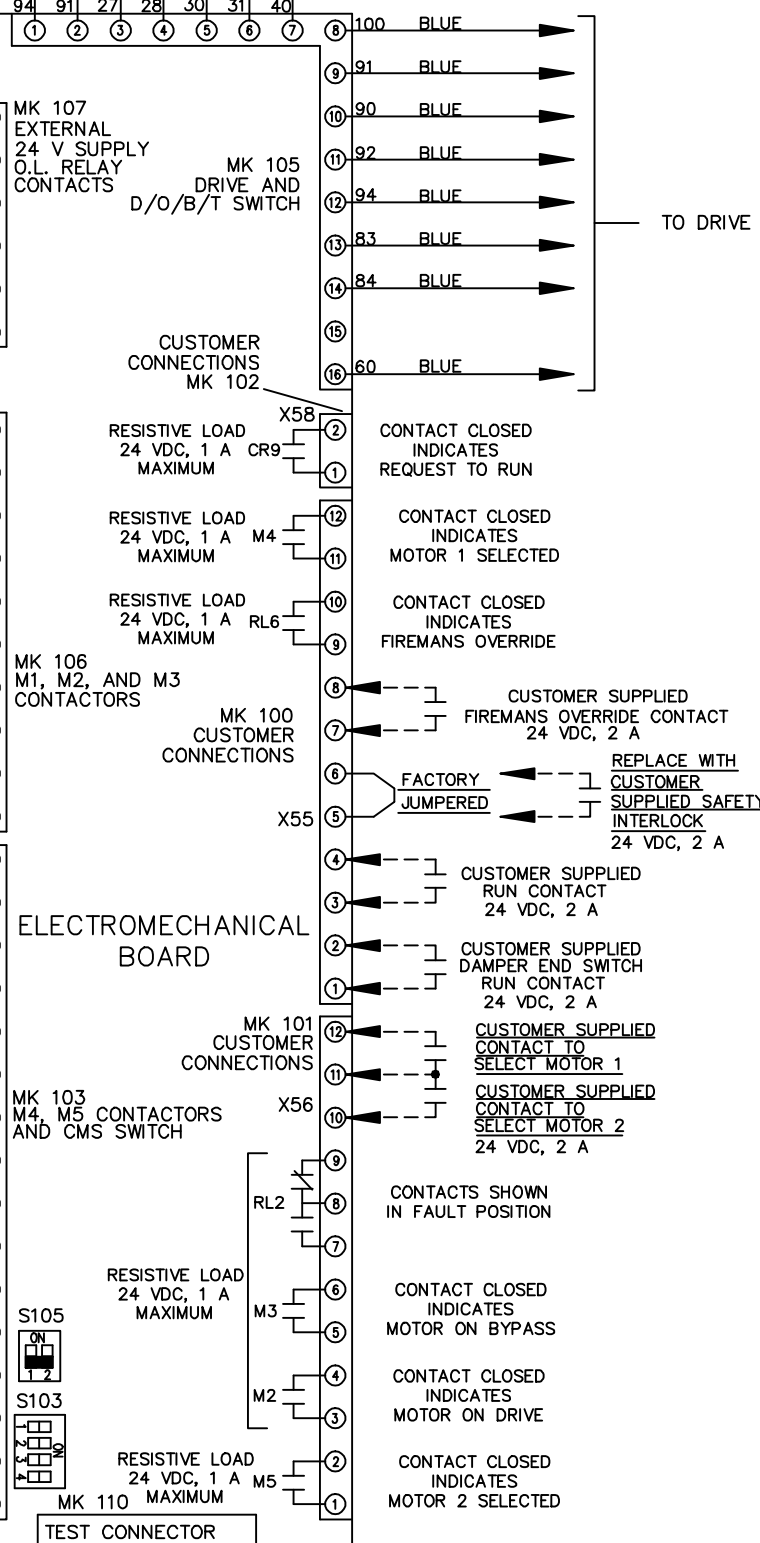 94 91 27 28 30 31 40
1 2 3 4 5 6 7 8 100 BLUE
9 91 BLUE
10 90 BLUE
11 92 BLUE
12 94 BLUE
13 83 BLUE
14 84 BLUE
15
16 60 BLUE
TO DRIVE
MK 107
EXTERNAL
24 V SUPPLY
O.L. RELAY
CONTACTS
MK 105
DRIVE AND
D/O/B/T SWITCH
CUSTOMER
CONNECTIONS
MK 102
X58
RESISTIVE LOAD
24 VDC, 1 A
MAXIMUM
CR9
2
1
CONTACT CLOSED
INDICATES
REQUEST TO RUN
RESISTIVE LOAD
24 VDC, 1 A
MAXIMUM
M4
12
11
CONTACT CLOSED
INDICATES
MOTOR 1 SELECTED
RESISTIVE LOAD
24 VDC, 1 A
MAXIMUM
RL6
10
9
CONTACT CLOSED
INDICATES
FIREMANS OVERRIDE
MK 106
M1, M2, AND M3
CONTACTORS
MK 100
CUSTOMER
CONNECTIONS
8
7
CUSTOMER SUPPLIED
FIREMANS OVERRIDE CONTACT
24 VDC, 2 A
X55
6
5
FACTORY
JUMPERED
REPLACE WITH
CUSTOMER
SUPPLIED SAFETY
INTERLOCK
24 VDC, 2 A
4
3
CUSTOMER SUPPLIED
RUN CONTACT
24 VDC, 2 A
ELECTROMECHANICAL
BOARD
2
1
CUSTOMER SUPPLIED
DAMPER END SWITCH
RUN CONTACT
24 VDC, 2 A
MK 101
CUSTOMER
CONNECTIONS
X56
12
11
10
CUSTOMER SUPPLIED
CONTACT TO
SELECT MOTOR 1
CUSTOMER SUPPLIED
CONTACT TO
SELECT MOTOR 2
24 VDC, 2 A
MK 103
M4, M5 CONTACTORS
AND CMS SWITCH
RL2
9
8
7
CONTACTS SHOWN
IN FAULT POSITION
RESISTIVE LOAD
24 VDC, 1 A
MAXIMUM
M3
6
5
CONTACT CLOSED
INDICATES
MOTOR ON BYPASS
M2
4
3
CONTACT CLOSED
INDICATES
MOTOR ON DRIVE
S105
ON
1 2
S103
1
2
3
4
ON
RESISTIVE LOAD
24 VDC, 1 A
MAXIMUM
M5
2
1
CONTACT CLOSED
INDICATES
MOTOR 2 SELECTED
MK 110
TEST CONNECTOR